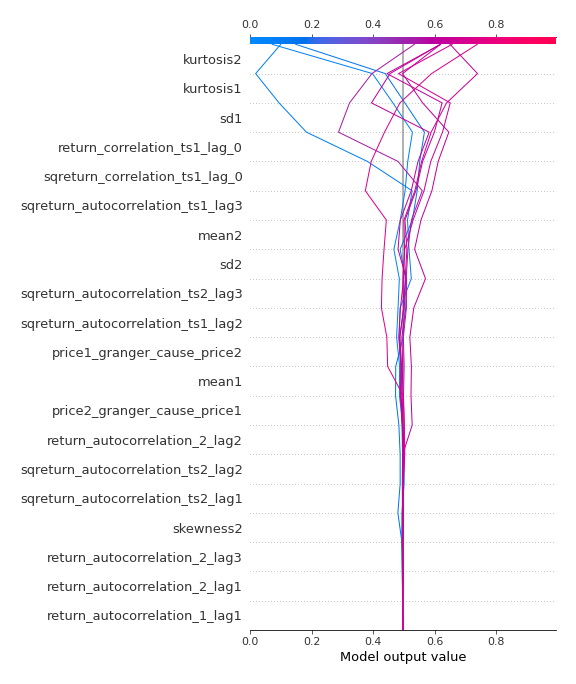 0.0 0.2 0.4 0.6 0.8
kurtosis2
kurtosis1
sd1
return_correlation_ts1_lag_0
sqreturn_correlation_ts1_lag_0
sqreturn_autocorrelation_ts1_lag3
mean2
sd2
sqreturn_autocorrelation_ts2_lag3
sqreturn_autocorrelation_ts1_lag2
price1_granger_cause_price2
mean1
price2_granger_cause_price1
return_autocorrelation_2_lag2
sqreturn_autocorrelation_ts2_lag2
sqreturn_autocorrelation_ts2_lag1
skewness2
return_autocorrelation_2_lag3
return_autocorrelation_2_lag1
return_autocorrelation_1_lag1
0.0 0.2 0.4 0.6 0.8
Model output value